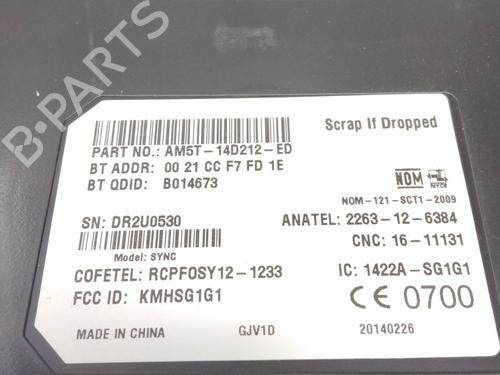 B-PARTS
Scrap If Dropped
PART NO.: AM5T-14D212-ED
BT ADDR: 00 21 CC F7 FD 1E
BT QDID: B014673
NOM
NYCE
NOM-121-SCT1-2009
SN: DR2U0530
ANATEL: 2263-12-6384
Model: SYNC
CNC: 16-11131
COFETEL: RCPFOSY12-1233
IC: 1422A-SG1G1
FCC ID: KMHSG1G1
CE 0700
MADE IN CHINA
GJV1D
20140226